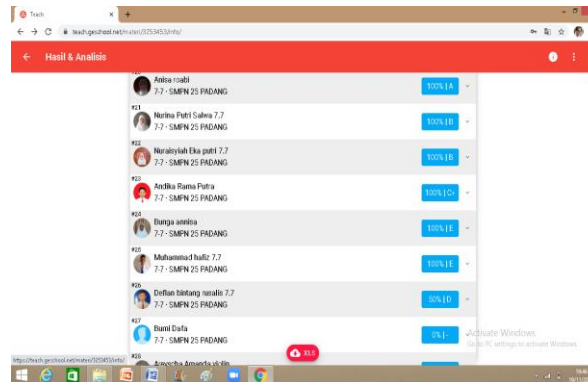 Teach
teach.geschool.net/materi/3253453/info/
Hasil & Analisis
Anisa roabi
7-7 - SMPN 25 PADANG
100% | A
#21
Nurina Putri Salwa 7.7
7-7 - SMPN 25 PADANG
100% | B
#22
Nuraisyiah Eka putri 7.7
7-7 - SMPN 25 PADANG
100% | B
#23
Andika Rama Putra
7-7 - SMPN 25 PADANG
100% | C+
#24
Bunga annisa
7-7 - SMPN 25 PADANG
100% | E
#25
Muhammad hafiz 7.7
7-7 - SMPN 25 PADANG
100% | E
#26
Deflan bintang 7.7
7-7 - SMPN 25 PADANG
50% | D
#27
Bumi Dafa
7-7 - SMPN 25 PADANG
0% | -
Activate Windows
Go to PC settings to activate Windows.
33.5
https://teach.geschool.net/materi/3253453/info/
#28
Amanda